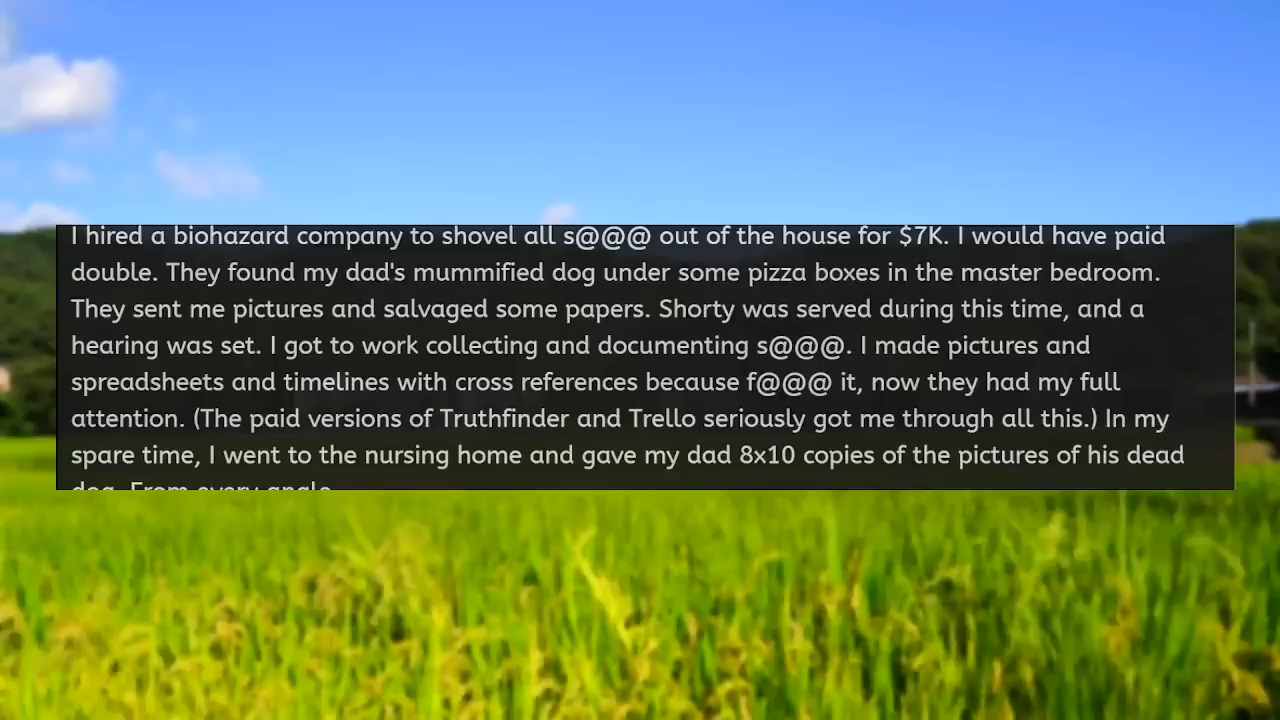 I hired a biohazard company to shovel all s@@@ out of the house for $7K. I would have paid
double. They found my dad's mummified dog under some pizza boxes in the master bedroom.
They sent me pictures and salvaged some papers. Shorty was served during this time, and a
hearing was set. I got to work collecting and documenting s@@@. I made pictures and
spreadsheets and timelines with cross references because f@@@ it, now they had my full
attention. (The paid versions of Truthfinder and Trello seriously got me through all this.) In my
spare time, I went to the nursing home and gave my dad 8x10 copies of the pictures of his dead
dog. From every angle.